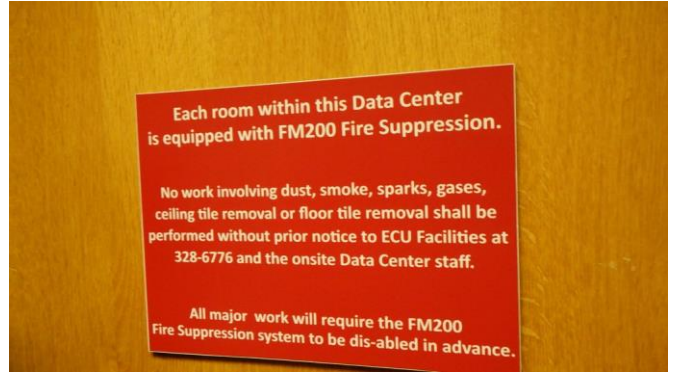 Each room within this Data Center
is equipped with FM200 Fire Suppression.
No work involving dust, smoke, sparks, gases,
ceiling tile removal or floor tile removal shall be
performed without prior notice to ECU Facilities at
328-6776 and the onsite Data Center staff.
All major work will require the FM200
Fire Suppression system to be dis-abled in advance.